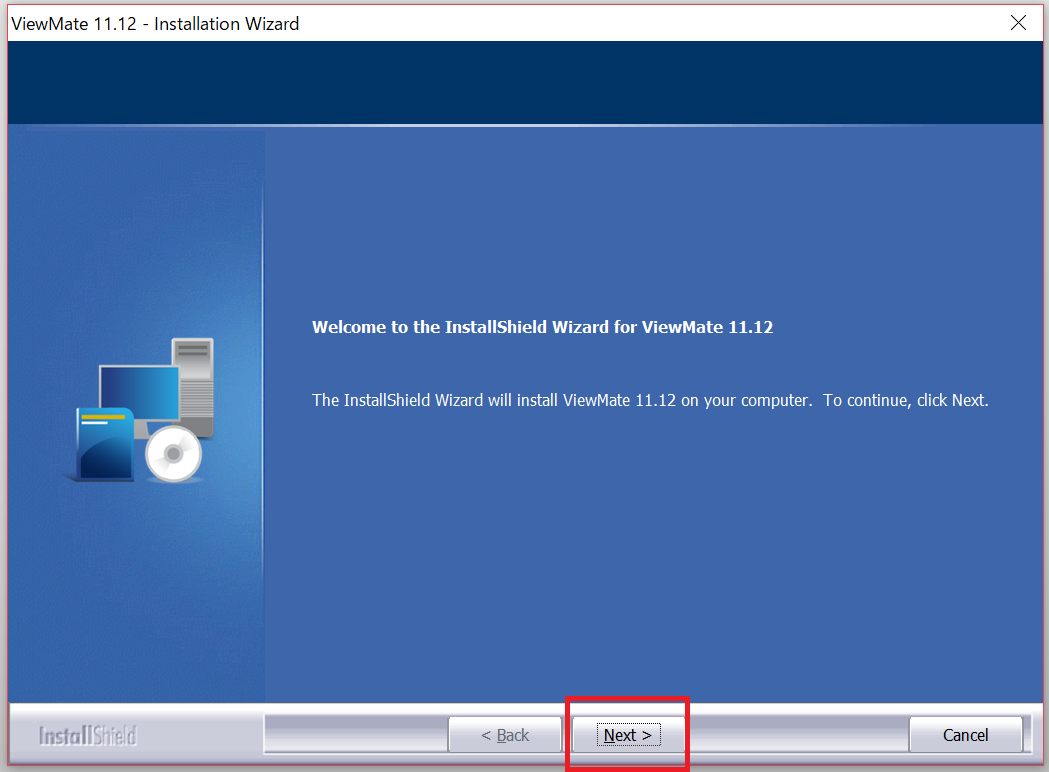 ViewMate 11.12 - Installation Wizard
Welcome to the InstallShield Wizard for ViewMate 11.12
The InstallShield Wizard will install ViewMate 11.12 on your computer.  To continue, click Next.
InstallShield
< Back
Next >
Cancel